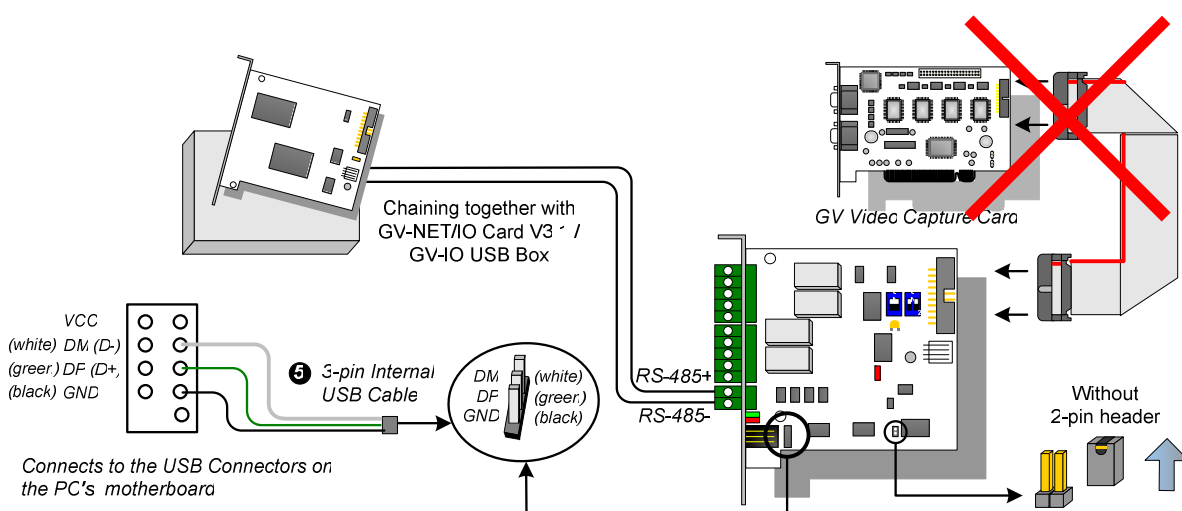 GV Video Capture Card
Chaining together with
GV-NET/IO Card V3 1 /
GV-IO USB Box
VCC
(white) DM (D-)
(green) DP (D+)
(black) GND
5 3-pin Internal
USB Cable
DM (white)
DP (green)
GND (black)
RS-485+
RS-485-
Without
2-pin header
Connects to the USB Connectors on
the PC's motherboard